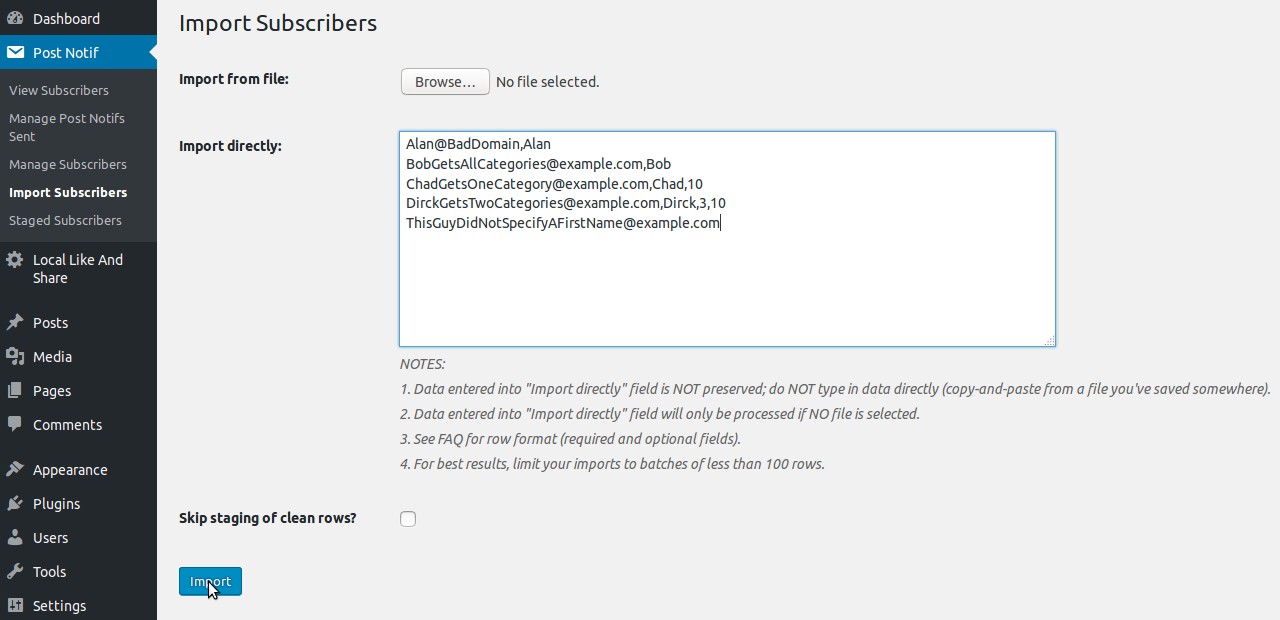 Dashboard
Post Notif
View Subscribers
Manage Post Notifs
Sent
Manage Subscribers
Import Subscribers
Staged Subscribers
Local Like And
Share
Posts
Media
Pages
Comments
Appearance
Plugins
Users
Tools
Settings
Import Subscribers
Import from file:
Browse... No file selected.
Import directly:
Alan@BadDomain,Alan
BobGetsAllCategories@example.com,Bob
ChadGetsOneCategory@example.com,Chad,10
DirckGetsTwoCategories@example.com,Dirck,3,10
ThisGuyDidNotSpecifyAFirstName@example.com
NOTES:
1. Data entered into "Import directly" field is NOT preserved; do NOT type in data directly (copy-and-paste from a file you've saved somewhere).
2. Data entered into "Import directly" field will only be processed if NO file is selected.
3. See FAQ for row format (required and optional fields).
4. For best results, limit your imports to batches of less than 100 rows.
Skip staging of clean rows?
Import